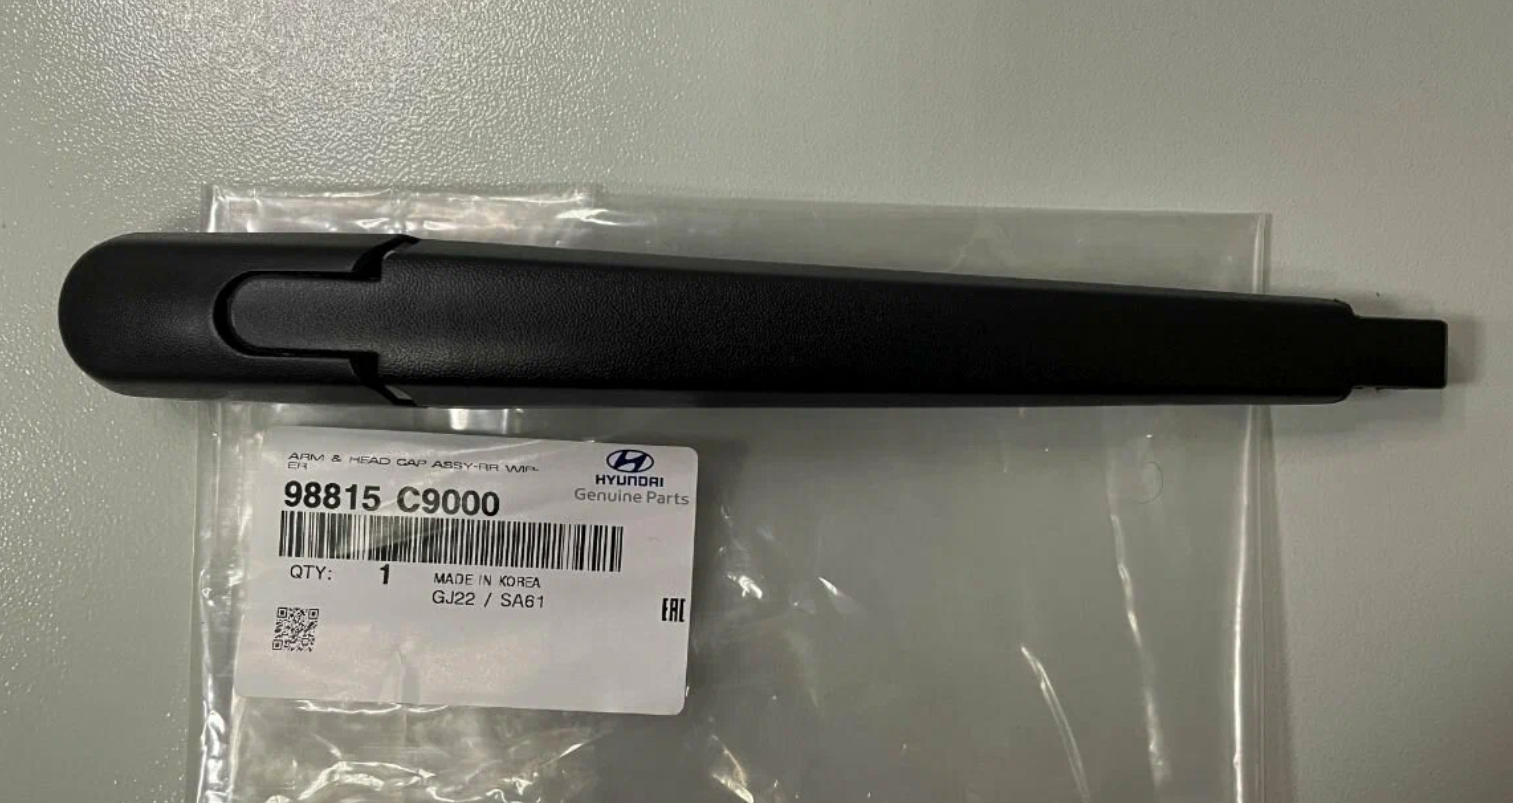 ARM & HEAD CAP ASSY-RR WIP-
ER
HYUNDAI
Genuine Parts
98815 C9000
QTY: 1
MADE IN KOREA
GJ22 / SA61
EAC